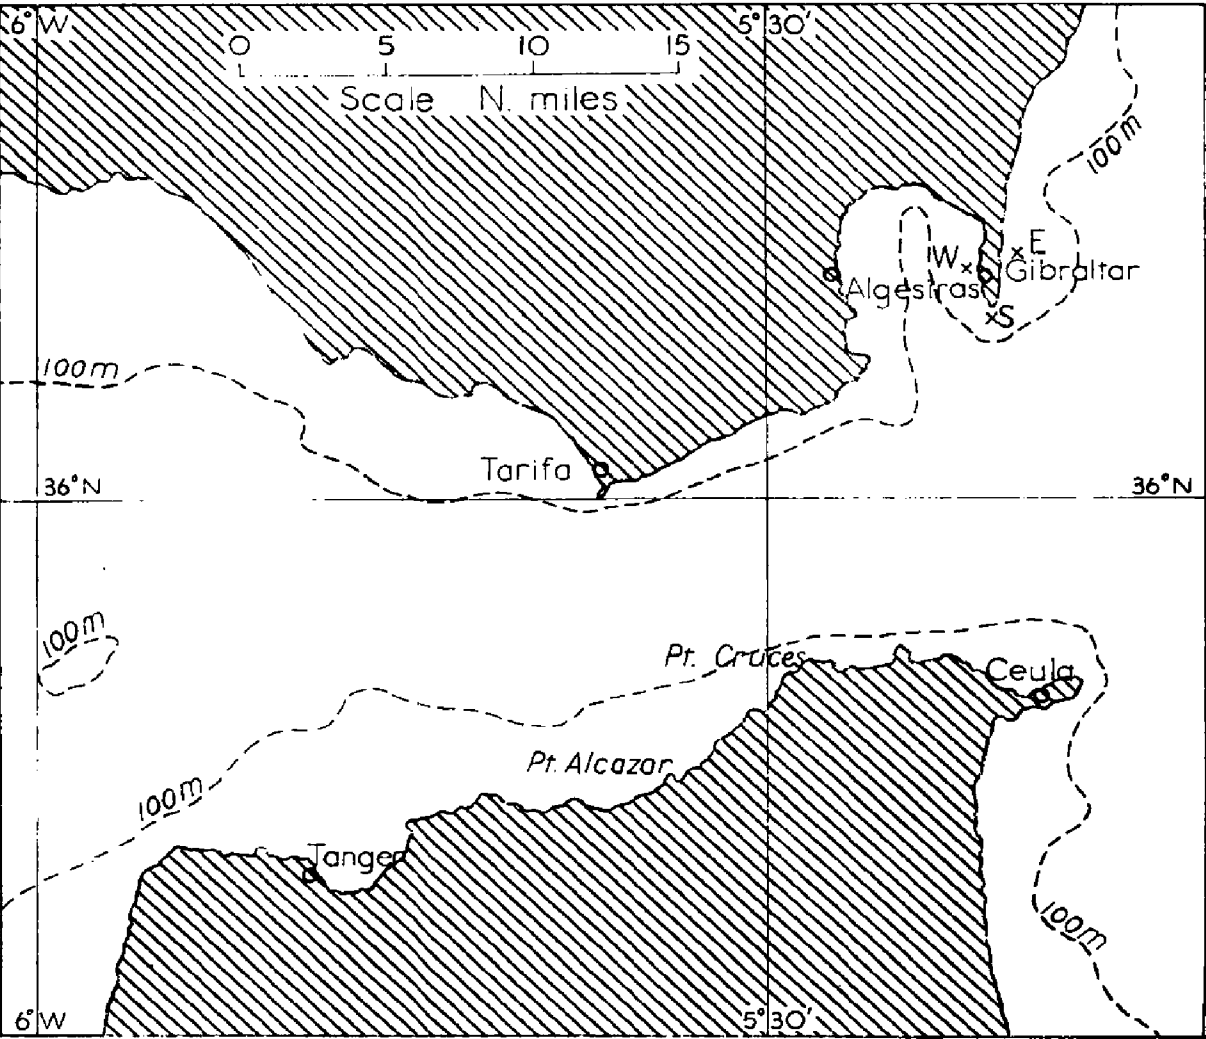 6°W
5°30'
0 5 10 15
Scale N. miles
100m
W
E
Gibraltar
Algestras
S
100m
Tarifa
36°N
36°N
100m
Pt. Cruces
Ceula
Pt. Alcazar
100m
Tanger
100m
6°W
5°30'